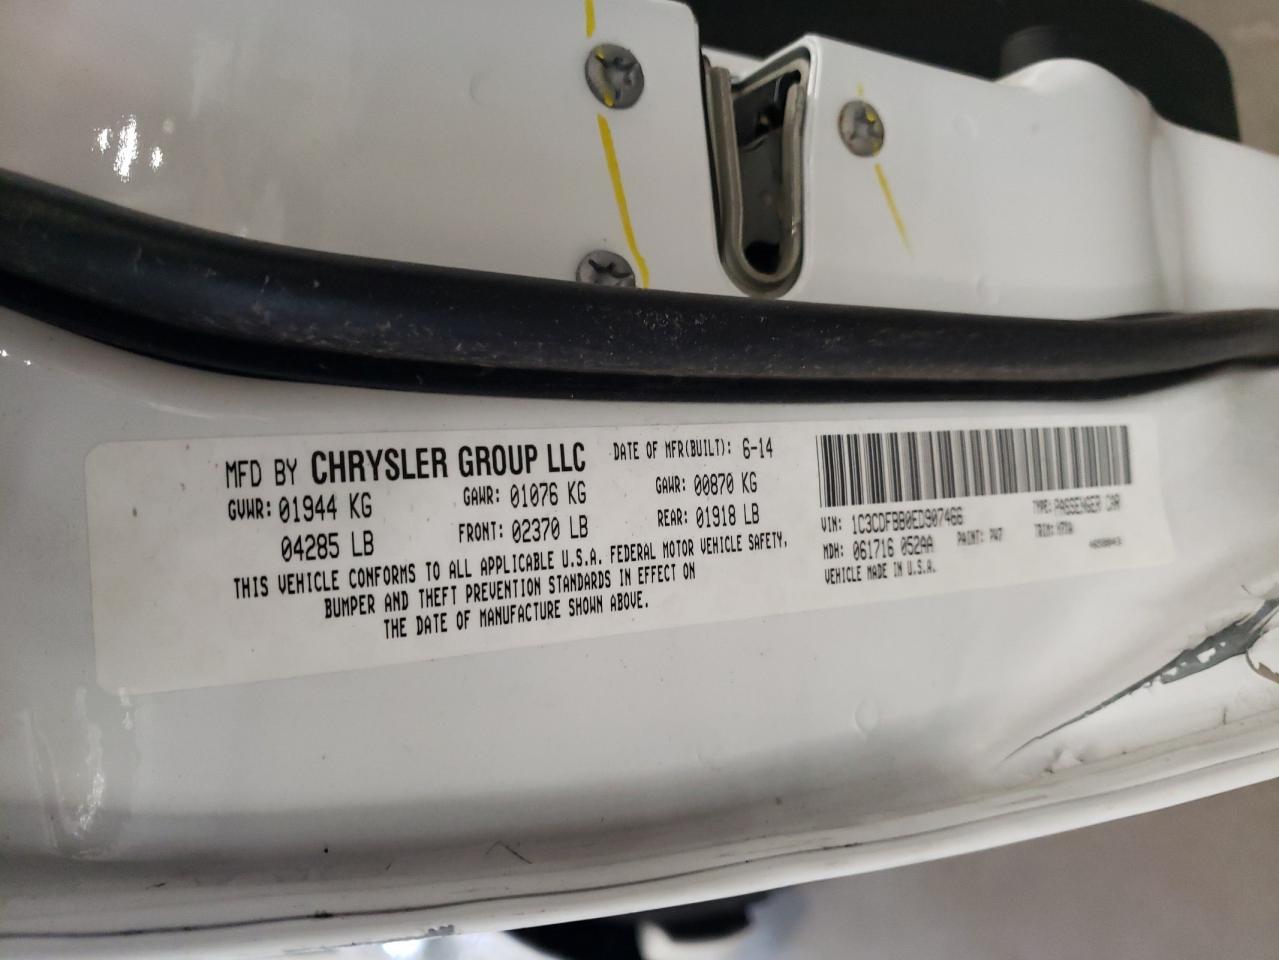 MFD BY CHRYSLER GROUP LLC DATE OF MFR(BUILT): 6-14
GVWR: 01944 KG GAWR: 01076 KG GAWR: 00870 KG
04285 LB FRONT: 02370 LB REAR: 01918 LB
THIS VEHICLE CONFORMS TO ALL APPLICABLE U.S.A. FEDERAL MOTOR VEHICLE SAFETY,
BUMPER AND THEFT PREVENTION STANDARDS IN EFFECT ON
THE DATE OF MANUFACTURE SHOWN ABOVE.
VIN: 1C3CDFBB0ED907466 TYPE: PASSENGER CAR
MDH: 061716 052AA PAINT: PW7 TRIM:
VEHICLE MADE IN U.S.A.